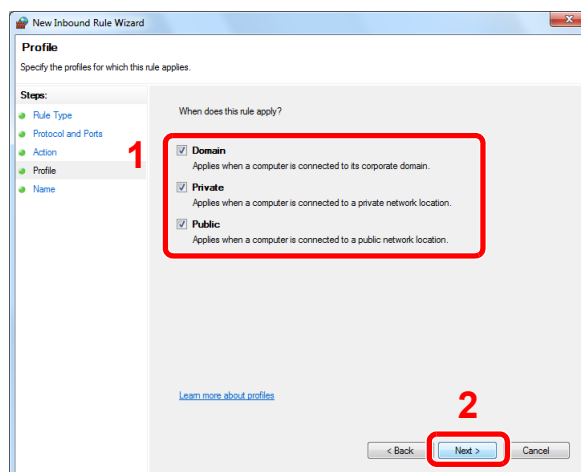 New Inbound Rule Wizard
Profile
Specify the profiles for which this rule applies.
Steps:
Rule Type
Protocol and Ports
Action
Profile
Name
When does this rule apply?
1
Domain
Applies when a computer is connected to its corporate domain.
Private
Applies when a computer is connected to a private network location.
Public
Applies when a computer is connected to a public network location.
Learn more about profiles
2
< Back
Next >
Cancel